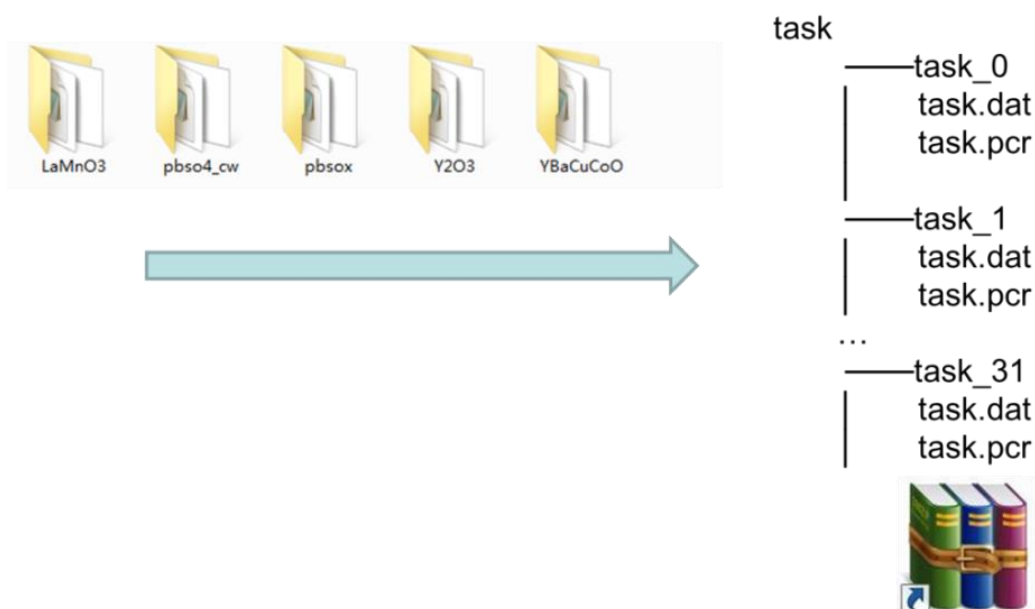 LaMnO3
pbso4_cw
pbsox
Y2O3
YBaCuCoO
task
task_0
task.dat
task.pcr
task_1
task.dat
task.pcr
...
task_31
task.dat
task.pcr